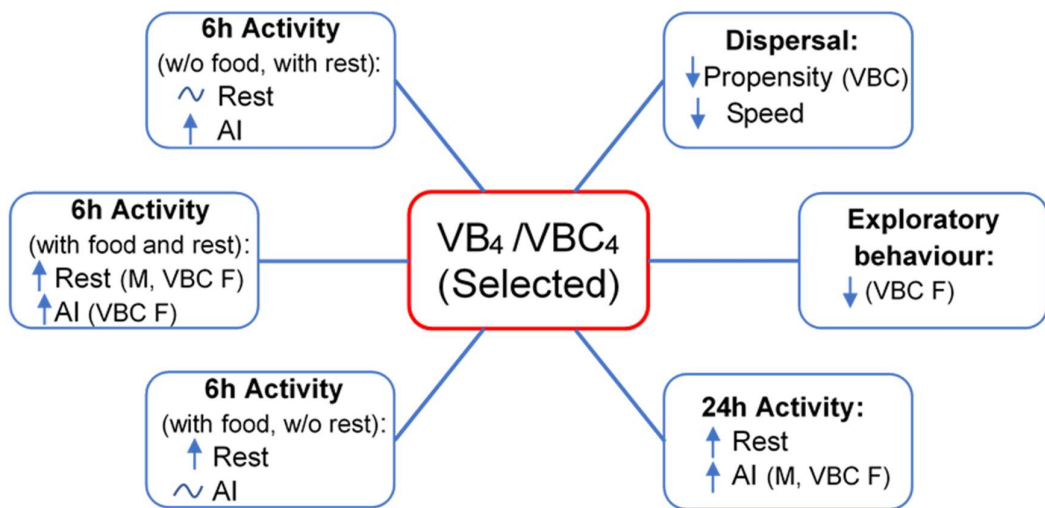 6h Activity
(w/o food, with rest):
~ Rest
↑ AI
Dispersal:
↓ Propensity (VBC)
↓ Speed
6h Activity
(with food and rest):
↑ Rest (M, VBC F)
↑ AI (VBC F)
VB₄ /VBC₄
(Selected)
Exploratory
behaviour:
↓ (VBC F)
6h Activity
(with food, w/o rest):
↑ Rest
~ AI
24h Activity:
↑ Rest
↑ AI (M, VBC F)